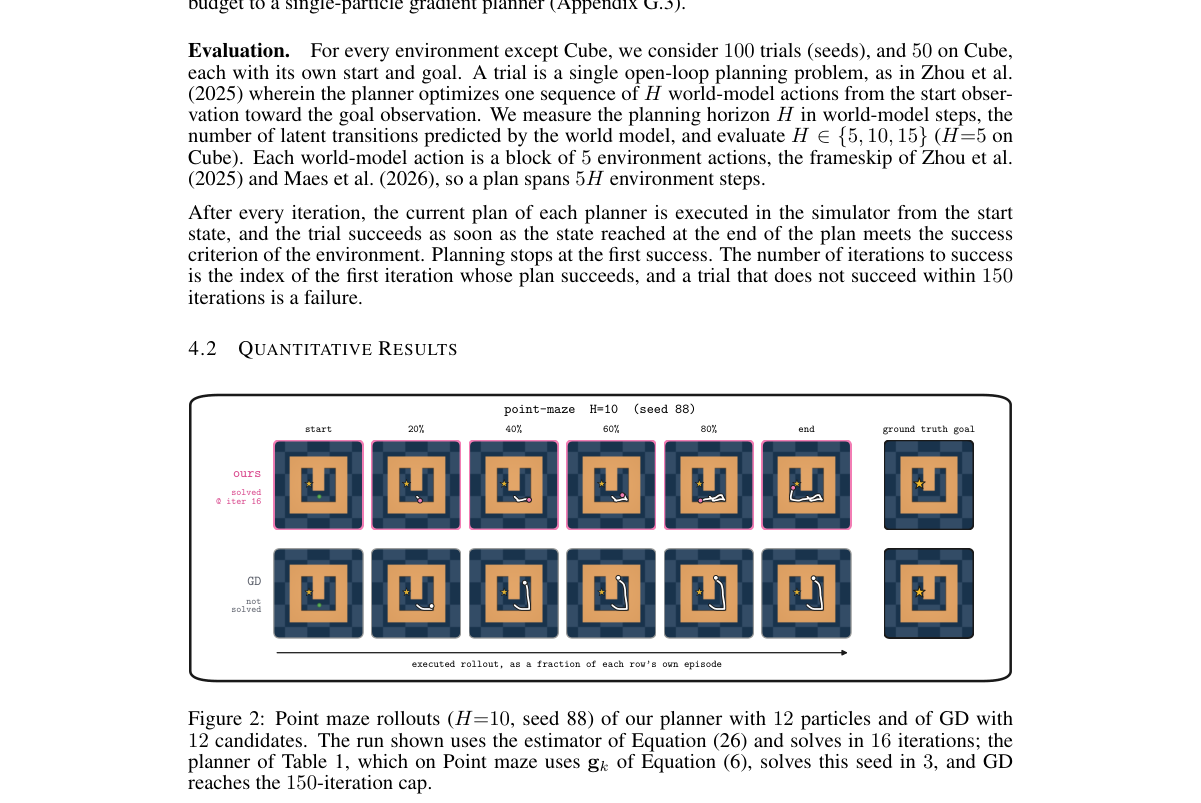 budget to a single-particle gradient planner (Appendix G.3).
Evaluation. For every environment except Cube, we consider 100 trials (seeds), and 50 on Cube,
each with its own start and goal. A trial is a single open-loop planning problem, as in Zhou et al.
(2025) wherein the planner optimizes one sequence of H world-model actions from the start obser-
vation toward the goal observation. We measure the planning horizon H in world-model steps, the
number of latent transitions predicted by the world model, and evaluate H ∈ {5, 10, 15} (H=5 on
Cube). Each world-model action is a block of 5 environment actions, the frameskip of Zhou et al.
(2025) and Maes et al. (2026), so a plan spans 5H environment steps.
After every iteration, the current plan of each planner is executed in the simulator from the start
state, and the trial succeeds as soon as the state reached at the end of the plan meets the success
criterion of the environment. Planning stops at the first success. The number of iterations to success
is the index of the first iteration whose plan succeeds, and a trial that does not succeed within 150
iterations is a failure.
4.2 QUANTITATIVE RESULTS
point-maze H=10 (seed 88)
start 20% 40% 60% 80% end ground truth goal
ours
solved
@ iter 16
GD
not
solved
executed rollout, as a fraction of each row's own episode
Figure 2: Point maze rollouts (H=10, seed 88) of our planner with 12 particles and of GD with
12 candidates. The run shown uses the estimator of Equation (26) and solves in 16 iterations; the
planner of Table 1, which on Point maze uses gₖ of Equation (6), solves this seed in 3, and GD
reaches the 150-iteration cap.